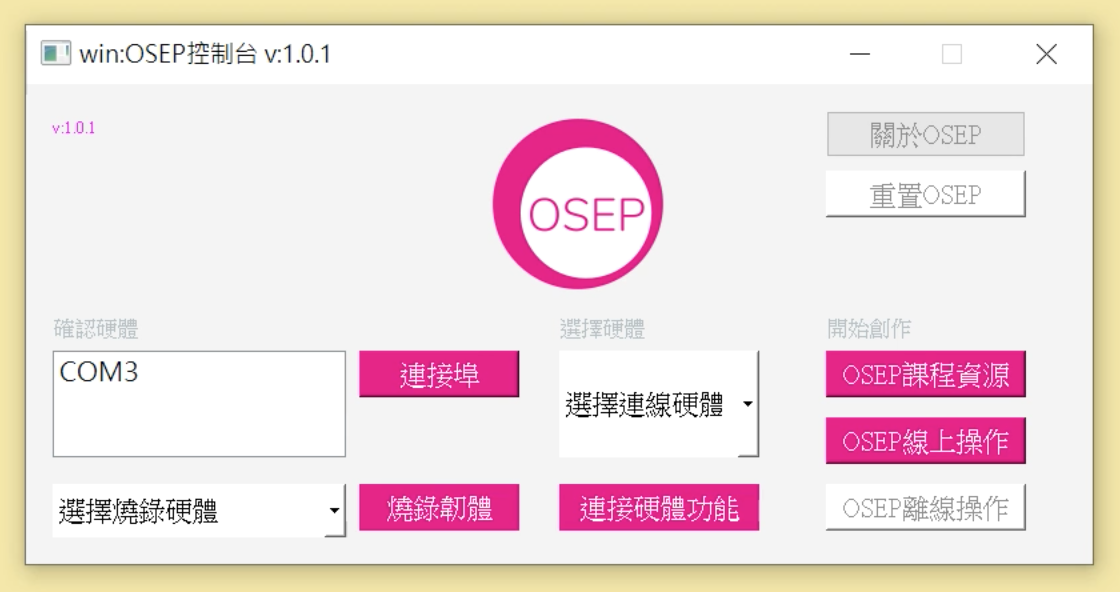 win:OSEP控制台 v:1.0.1
v:1.0.1
OSEP
關於OSEP
重置OSEP
確認硬體
選擇硬體
開始創作
COM3
連接埠
選擇連線硬體
OSEP課程資源
OSEP線上操作
選擇燒錄硬體
燒錄韌體
連接硬體功能
OSEP離線操作